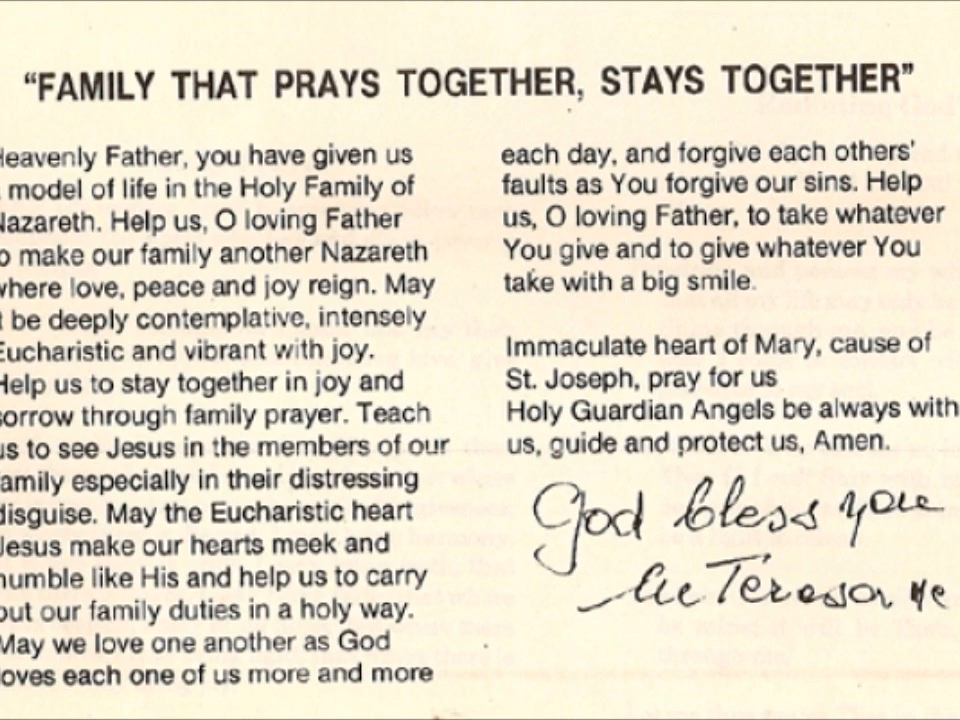 “FAMILY THAT PRAYS TOGETHER, STAYS TOGETHER”
Heavenly Father, you have given us
model of life in the Holy Family of
Nazareth. Help us, O loving Father
to make our family another Nazareth
where love, peace and joy reign. May
it be deeply contemplative, intensely
Eucharistic and vibrant with joy.
Help us to stay together in joy and
sorrow through family prayer. Teach
us to see Jesus in the members of our
family especially in their distressing
disguise. May the Eucharistic heart
Jesus make our hearts meek and
humble like His and help us to carry
out our family duties in a holy way.
May we love one another as God
loves each one of us more and more
each day, and forgive each others'
faults as You forgive our sins. Help
us, O loving Father, to take whatever
You give and to give whatever You
take with a big smile.
Immaculate heart of Mary, cause of
St. Joseph, pray for us
Holy Guardian Angels be always with
us, guide and protect us, Amen.
God bless you
Teresa mc